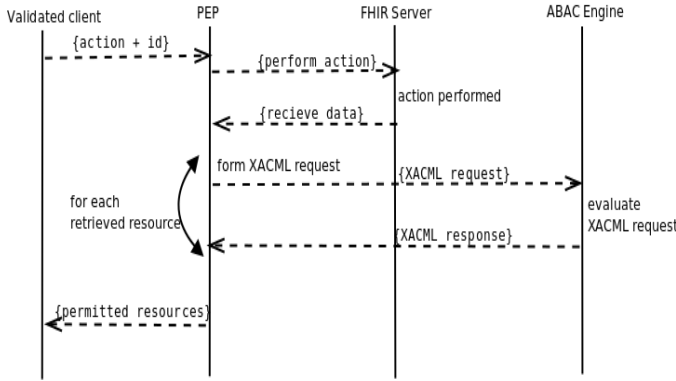 Validated client
PEP
FHIR Server
ABAC Engine
{action + id}
{perform action}
action performed
{recieve data}
form XACML request
{XACML request}
for each
retrieved resource
evaluate
XACML request
{XACML response}
{permitted resources}